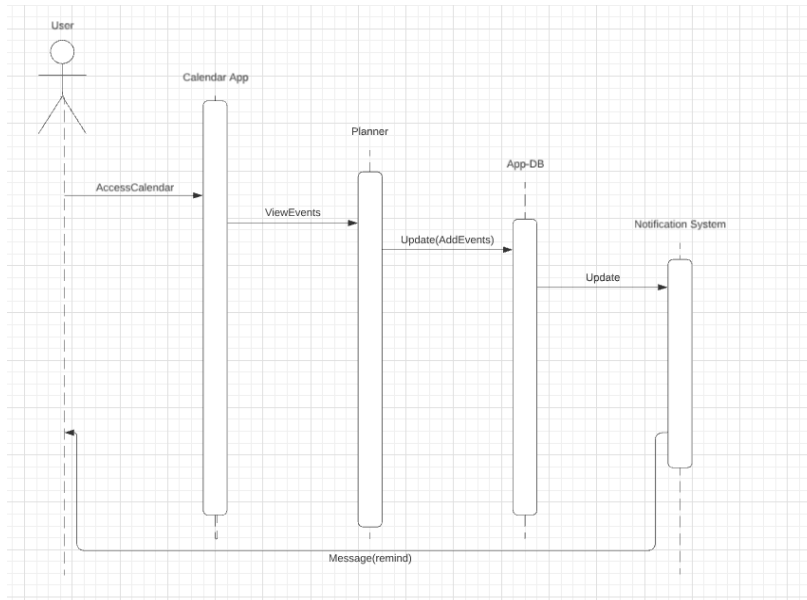 User
Calendar App
Planner
App-DB
AccessCalendar
ViewEvents
Notification System
Update(AddEvents)
Update
Message(remind)